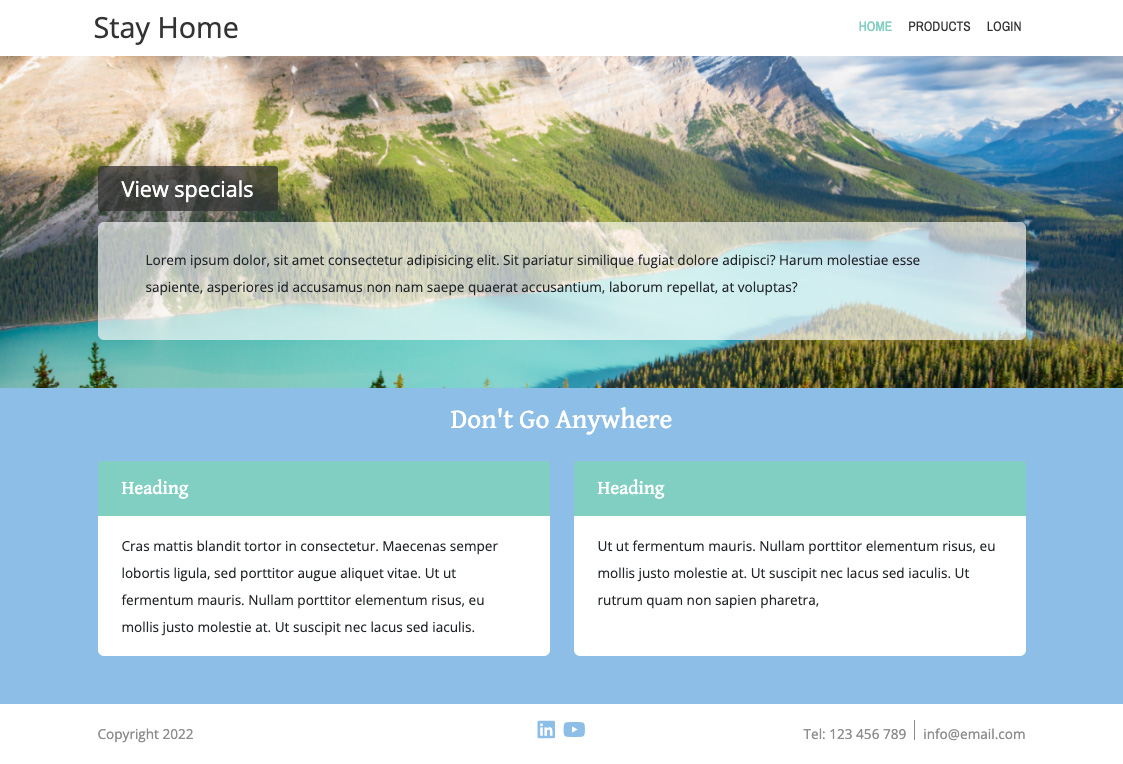 Stay Home
HOME PRODUCTS LOGIN
View specials
Lorem ipsum dolor, sit amet consectetur adipisicing elit. Sit pariatur similique fugiat dolore adipisci? Harum molestiae esse
sapiente, asperiores id accusamus non nam saepe quaerat accusantium, laborum repellat, at voluptas?
Don't Go Anywhere
Heading
Cras mattis blandit tortor in consectetur. Maecenas semper
lobortis ligula, sed porttitor augue aliquet vitae. Ut ut
fermentum mauris. Nullam porttitor elementum risus, eu
mollis justo molestie at. Ut suscipit nec lacus sed iaculis.
Heading
Ut ut fermentum mauris. Nullam porttitor elementum risus, eu
mollis justo molestie at. Ut suscipit nec lacus sed iaculis. Ut
rutrum quam non sapien pharetra,
Copyright 2022
in
Tel: 123 456 789 info@email.com